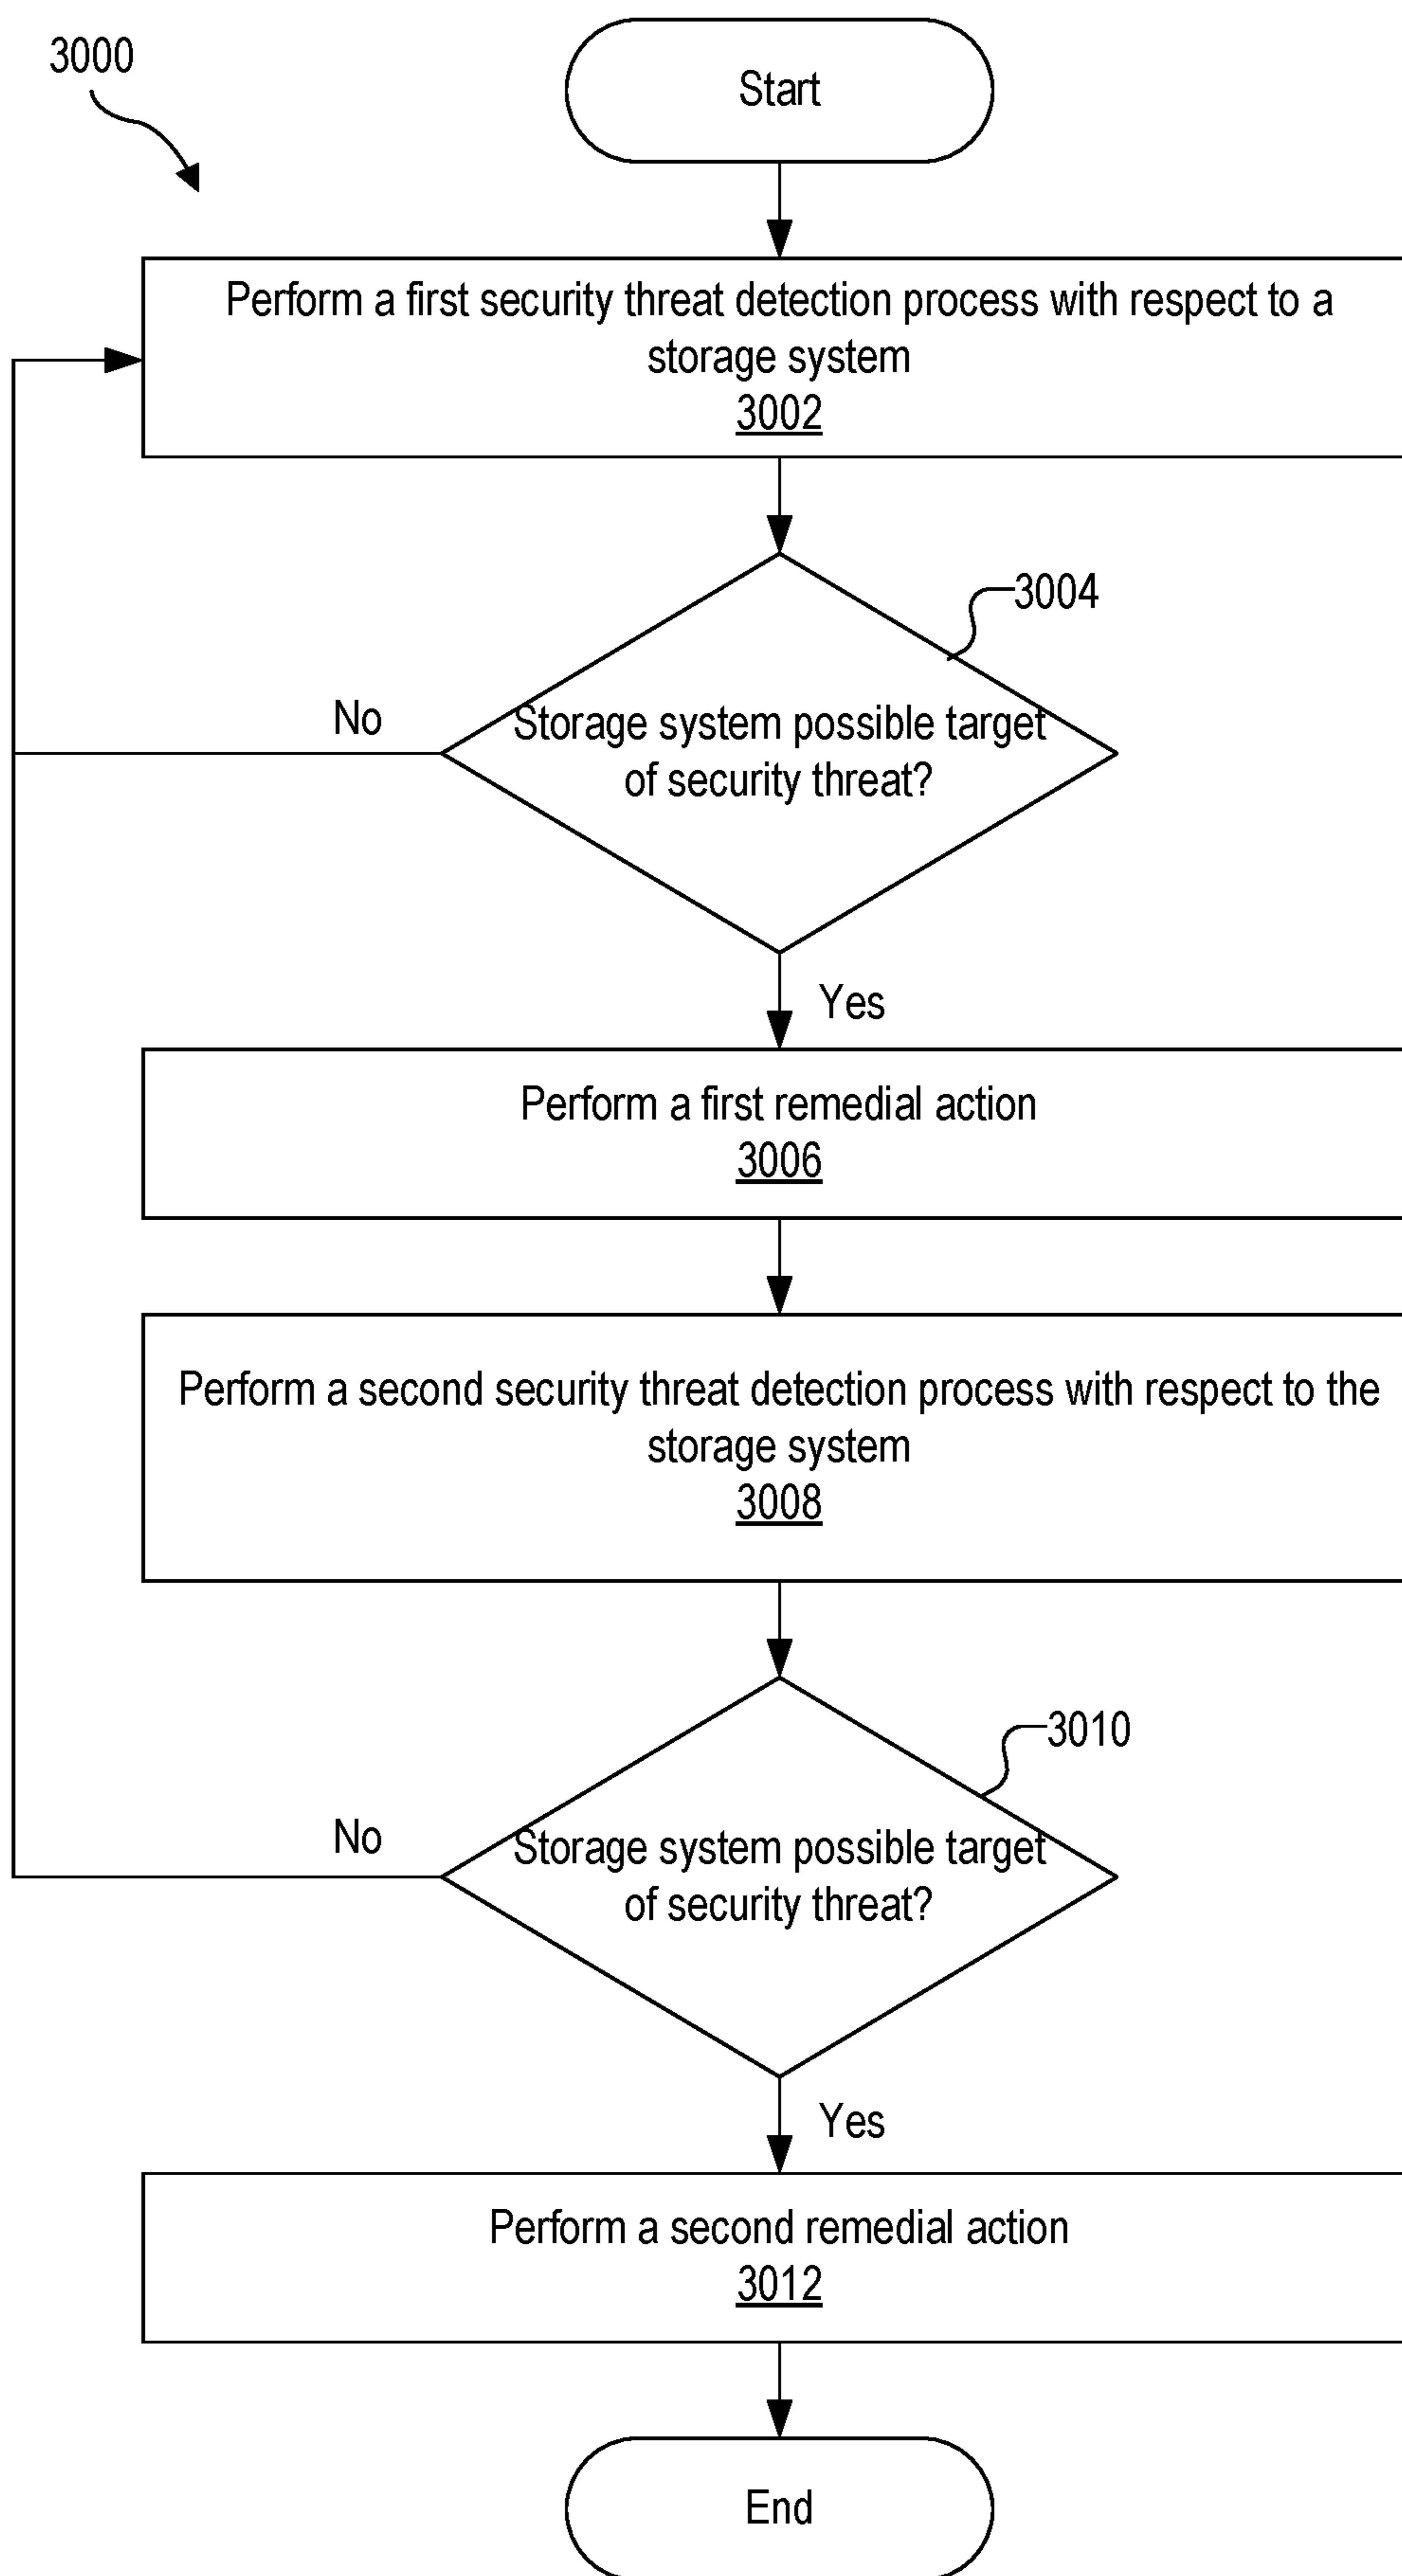 3000
Start
Perform a first security threat detection process with respect to a
storage system
3002
3004
Storage system possible target
of security threat?
No
Yes
Perform a first remedial action
3006
Perform a second security threat detection process with respect to the
storage system
3008
3010
Storage system possible target
of security threat?
No
Yes
Perform a second remedial action
3012
End